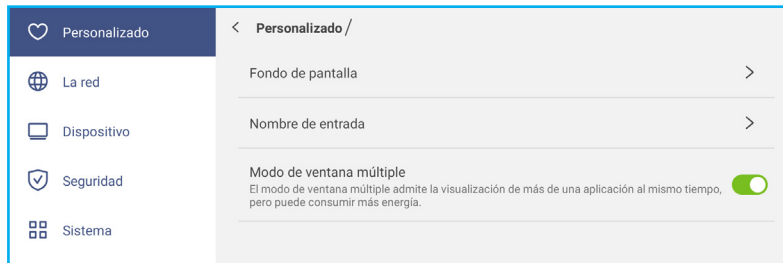 Personalizado
La red
Dispositivo
Seguridad
Sistema
< Personalizado /
Fondo de pantalla >
Nombre de entrada >
Modo de ventana múltiple
El modo de ventana múltiple admite la visualización de más de una aplicación al mismo tiempo,
pero puede consumir más energía.